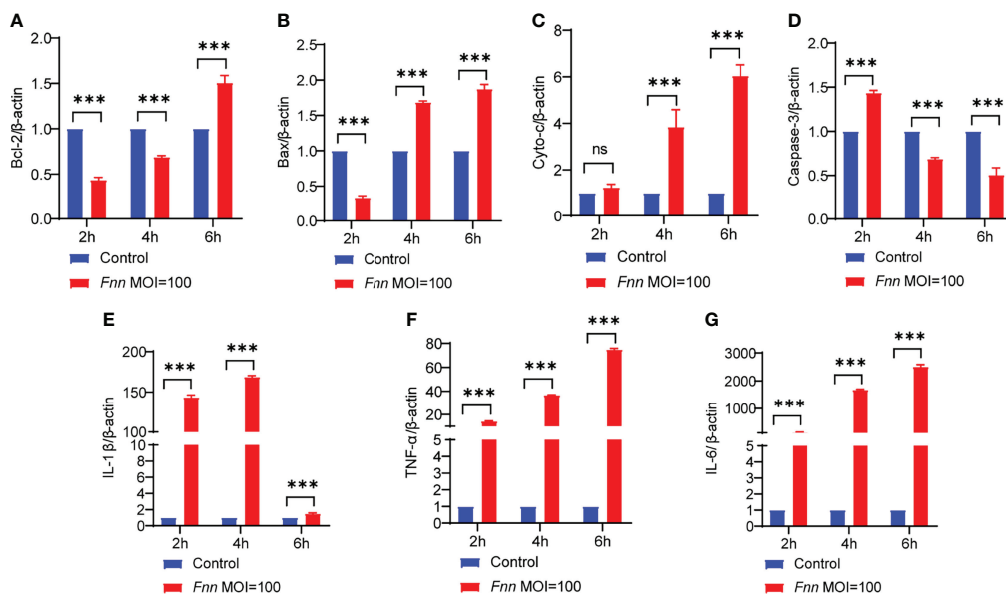 A
Bcl-2/β-actin
2.0
1.5
1.0
0.5
0.0
***
***
***
2h
4h
6h
Control
Fnn MOI=100
B
Bax/β-actin
2.5
2.0
1.5
1.0
0.5
0.0
***
***
***
2h
4h
6h
Control
Fnn MOI=100
C
Cyto-c/β-actin
8
6
4
2
0
ns
***
***
2h
4h
6h
Control
Fnn MOI=100
D
Caspase-3/β-actin
2.0
1.5
1.0
0.5
0.0
***
***
***
2h
4h
6h
Control
Fnn MOI=100
E
IL-1 β/β-actin
200
150
100
10
8
6
4
2
0
***
***
***
2h
4h
6h
Control
Fnn MOI=100
F
TNF-α/β-actin
80
60
40
20
5
4
3
2
1
0
***
***
***
2h
4h
6h
Control
Fnn MOI=100
G
IL-6/β-actin
3000
2000
1000
5
4
3
2
1
0
***
***
***
2h
4h
6h
Control
Fnn MOI=100